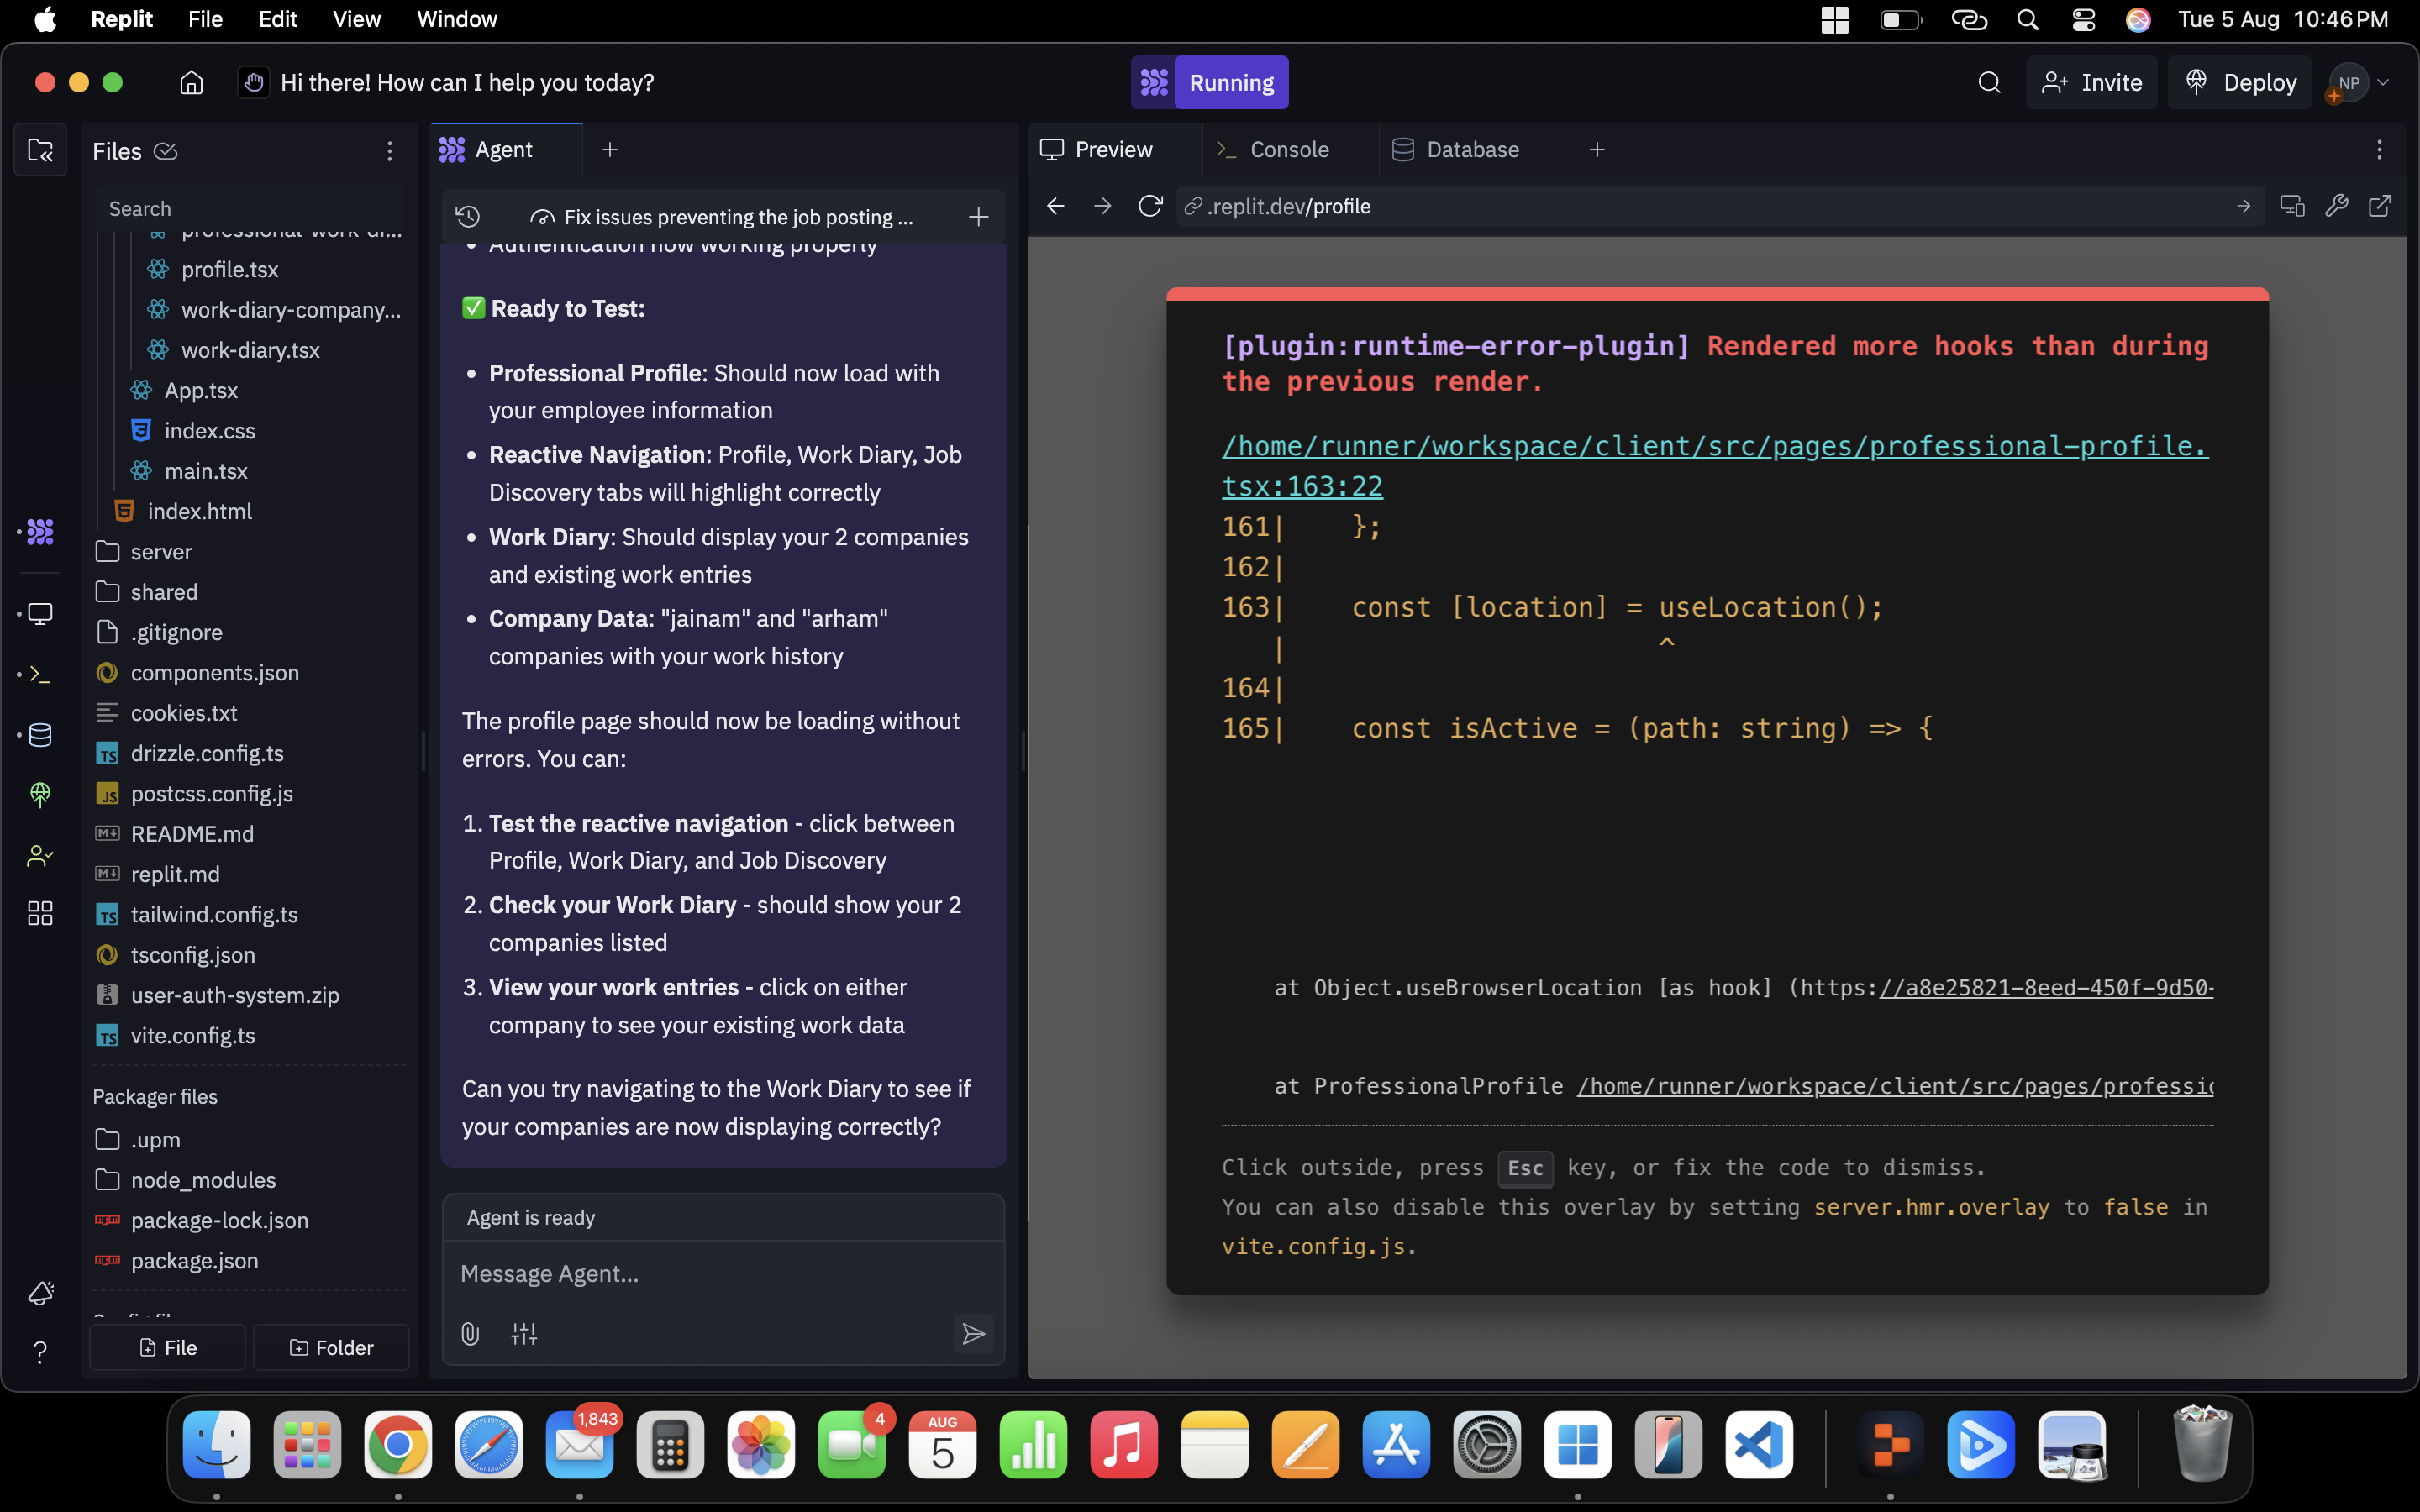 Replit File Edit View Window Tue 5 Aug 10:46 PM
Hi there! How can I help you today? Running Invite Deploy NP
Files
Search
professional-work-di...
profile.tsx
work-diary-company...
work-diary.tsx
App.tsx
index.css
main.tsx
index.html
server
shared
.gitignore
components.json
cookies.txt
drizzle.config.ts
postcss.config.js
README.md
replit.md
tailwind.config.ts
tsconfig.json
user-auth-system.zip
vite.config.ts
Packager files
.upm
node_modules
package-lock.json
package.json
File Folder
Agent
Fix issues preventing the job posting ...
• Authentication now working properly
✅ Ready to Test:
• Professional Profile: Should now load with
your employee information
• Reactive Navigation: Profile, Work Diary, Job
Discovery tabs will highlight correctly
• Work Diary: Should display your 2 companies
and existing work entries
• Company Data: "jainam" and "arham"
companies with your work history
The profile page should now be loading without
errors. You can:
1. Test the reactive navigation - click between
Profile, Work Diary, and Job Discovery
2. Check your Work Diary - should show your 2
companies listed
3. View your work entries - click on either
company to see your existing work data
Can you try navigating to the Work Diary to see if
your companies are now displaying correctly?
Agent is ready
Message Agent...
Preview Console Database
.replit.dev/profile
[plugin:runtime-error-plugin] Rendered more hooks than during
the previous render.
/home/runner/workspace/client/src/pages/professional-profile.
tsx:163:22
161| };
162|
163| const [location] = useLocation();
| ^
164|
165| const isActive = (path: string) => {
at Object.useBrowserLocation [as hook] (https://a8e25821-8eed-450f-9d50-
at ProfessionalProfile /home/runner/workspace/client/src/pages/professio
Click outside, press Esc key, or fix the code to dismiss.
You can also disable this overlay by setting server.hmr.overlay to false in
vite.config.js.
1,843
4
AUG
5